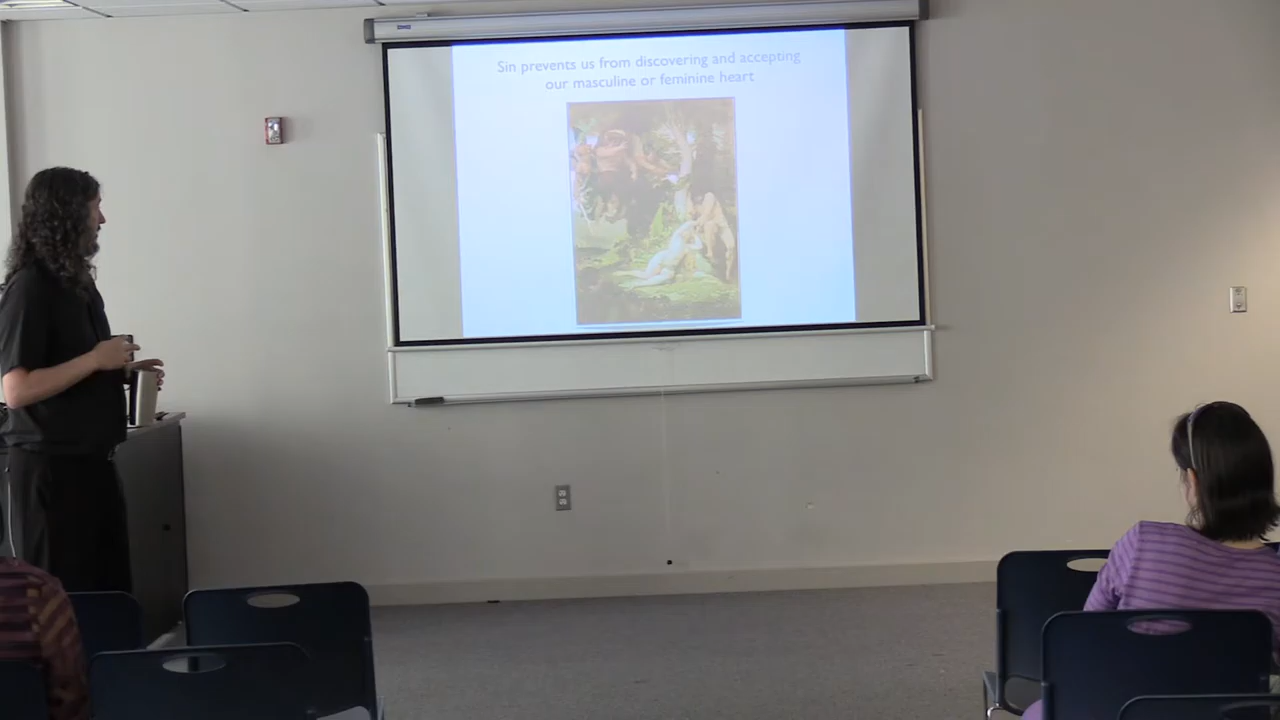 Sin prevents us from discovering and accepting
our masculine or feminine heart